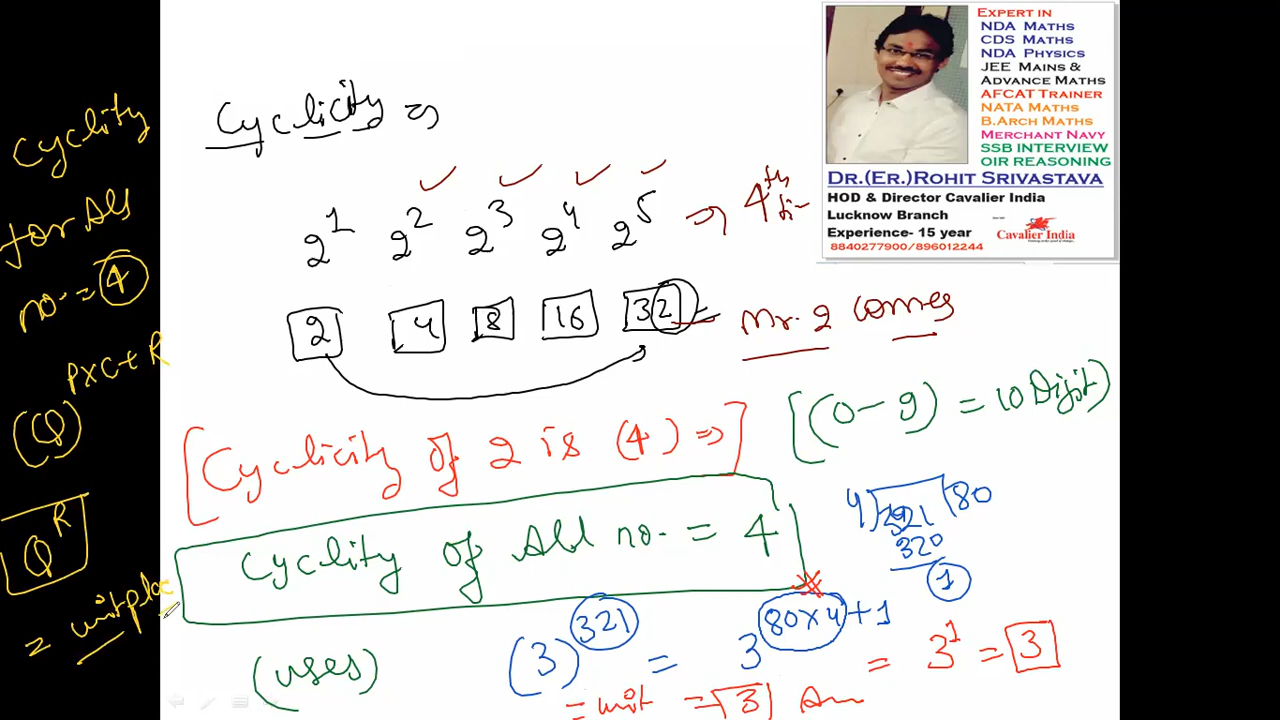 Cyclity
for All
no. = 4
(Q) PXC+R
Q^R
= unit place
Cyclicity ⇒
2^1 2^2 2^3 2^4 2^5 ⇒ 4th
2 4 8 16 32 Mr. 2 comes
[(0-9) = 10 Digit)
[Cyclicity of 2 is (4) ⇒]
Cyclity of All no. = 4
4) 321 (80
320
1
(uses) (3)^321 = 3^80×4+1 = 3^1 = 3
= unit = 3 Ans
EXPERT IN
NDA MATHS
CDS MATHS
NDA PHYSICS
JEE MAINS &
ADVANCE MATHS
AFCAT TRAINER
NATA MATHS
B.ARCH MATHS
MERCHANT NAVY
SSB INTERVIEW
OIR REASONING
DR.(ER.)ROHIT SRIVASTAVA
HOD & Director Cavalier India
Lucknow Branch
Experience- 15 year
8840277900/896012244
Cavalier India